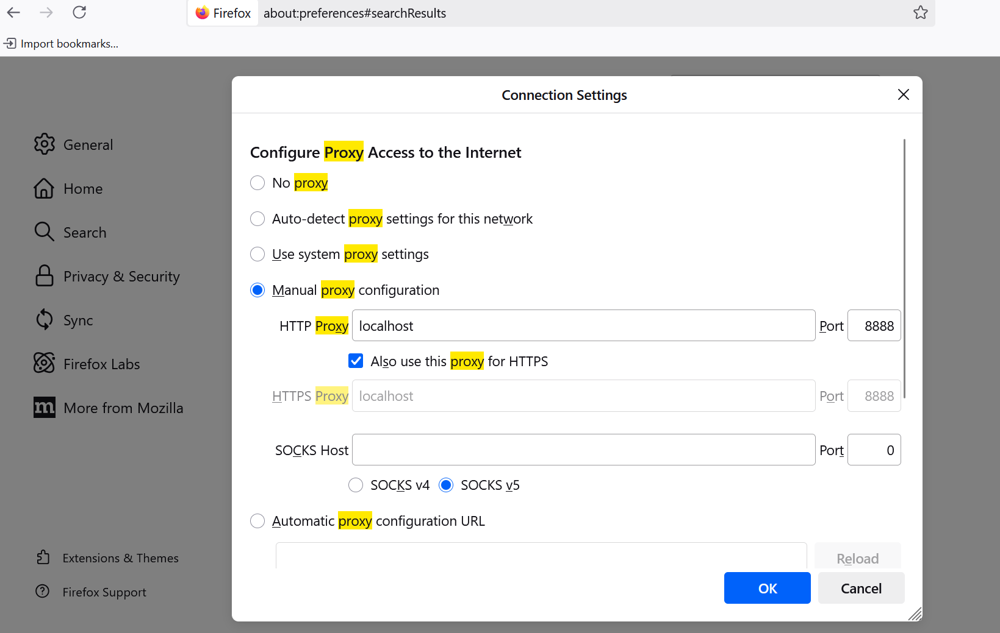 Firefox about:preferences#searchResults
Import bookmarks...
Connection Settings
General
Home
Search
Privacy & Security
Sync
Firefox Labs
More from Mozilla
Extensions & Themes
Firefox Support
Configure Proxy Access to the Internet
No proxy
Auto-detect proxy settings for this network
Use system proxy settings
Manual proxy configuration
HTTP Proxy localhost Port 8888
Also use this proxy for HTTPS
HTTPS Proxy localhost Port 8888
SOCKS Host Port 0
SOCKS v4 SOCKS v5
Automatic proxy configuration URL
Reload
OK Cancel